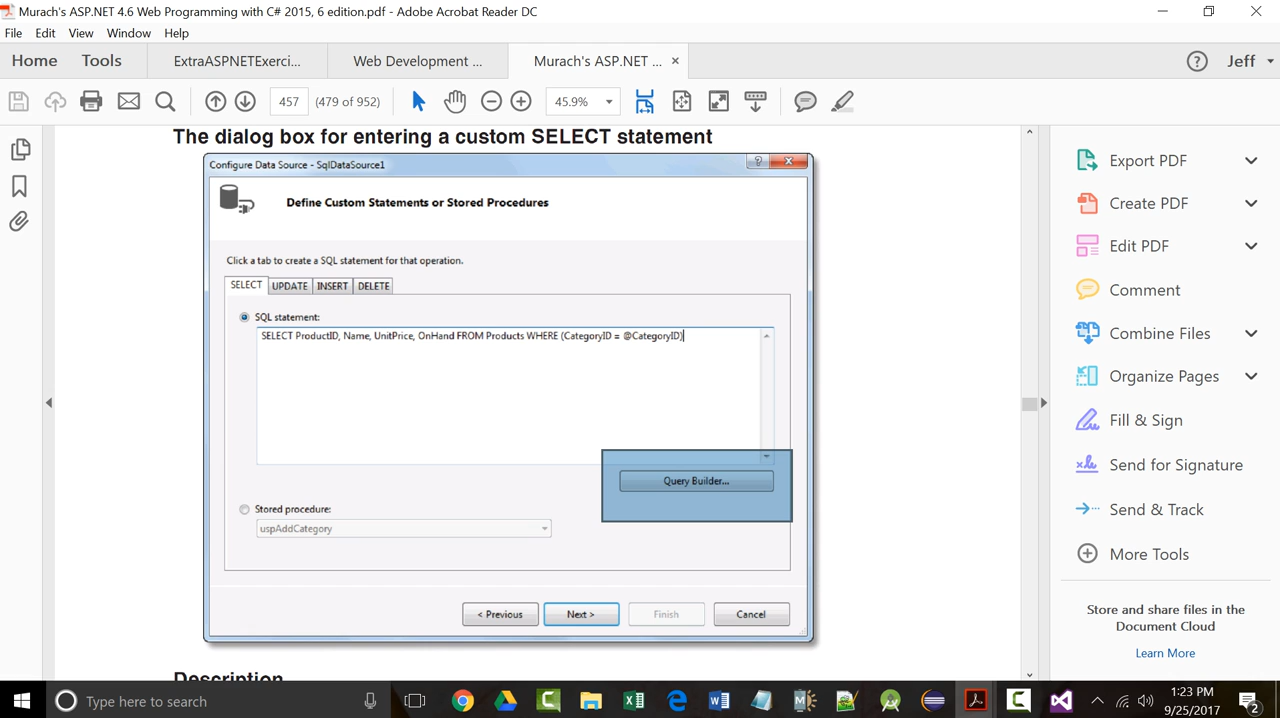 Murach's ASP.NET 4.6 Web Programming with C# 2015, 6 edition.pdf - Adobe Acrobat Reader DC
File Edit View Window Help
Home Tools ExtraASPNETExerci... Web Development ... Murach's ASP.NET ... × Jeff
457 (479 of 952) 45.9%
The dialog box for entering a custom SELECT statement
Configure Data Source - SqlDataSource1
Define Custom Statements or Stored Procedures
Click a tab to create a SQL statement for that operation.
SELECT UPDATE INSERT DELETE
SQL statement:
SELECT ProductID, Name, UnitPrice, OnHand FROM Products WHERE (CategoryID = @CategoryID)
Query Builder...
Stored procedure:
uspAddCategory
< Previous Next > Finish Cancel
Description
Export PDF
Create PDF
Edit PDF
Comment
Combine Files
Organize Pages
Fill & Sign
Send for Signature
Send & Track
More Tools
Store and share files in the
Document Cloud
Learn More
Type here to search
1:23 PM
9/25/2017
2